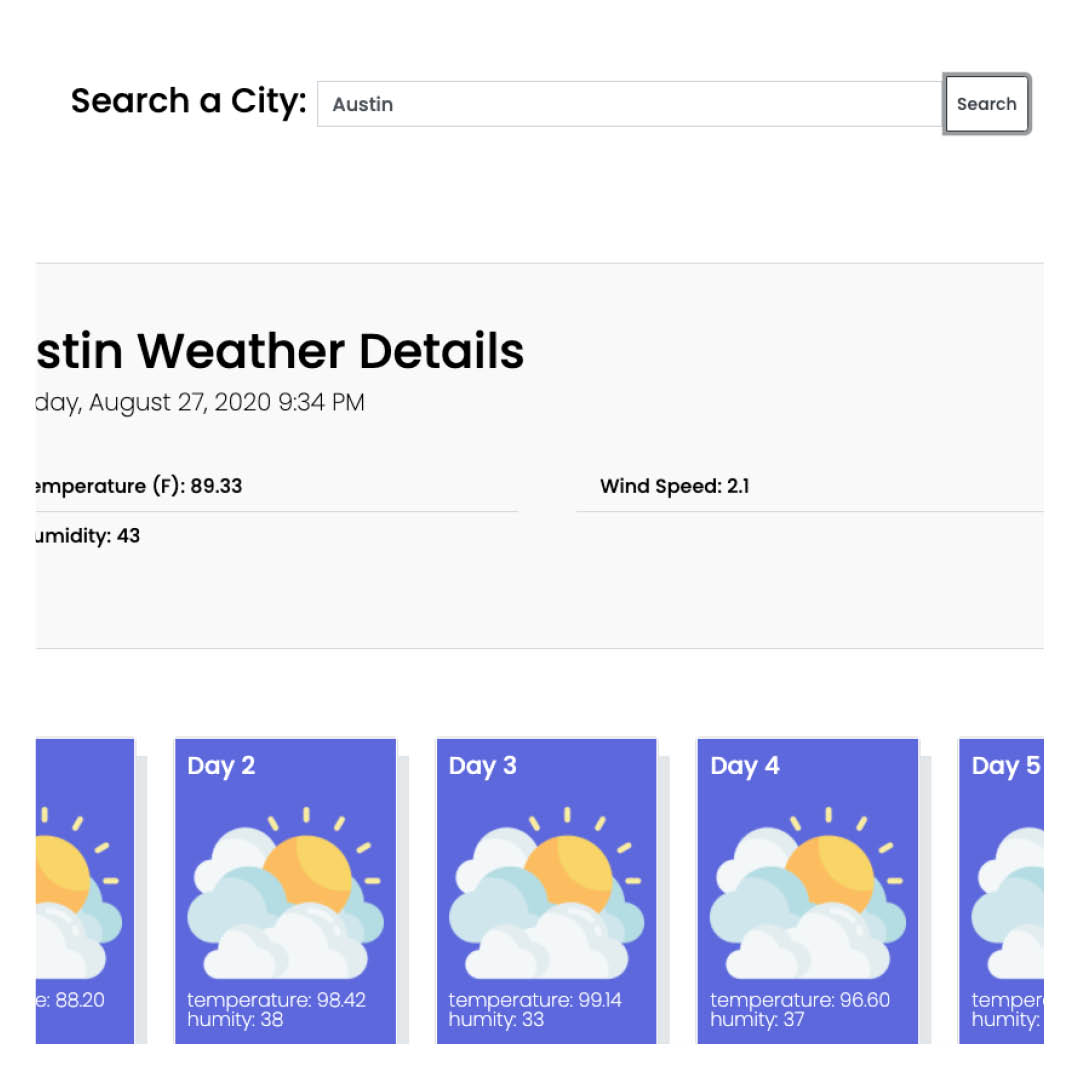 Search a City: Austin Search
stin Weather Details
day, August 27, 2020 9:34 PM
emperature (F): 89.33 Wind Speed: 2.1
umidity: 43
Day 2 Day 3 Day 4 Day 5
e: 88.20 temperature: 98.42 temperature: 99.14 temperature: 96.60 temper
humity: 38 humity: 33 humity: 37 humity: